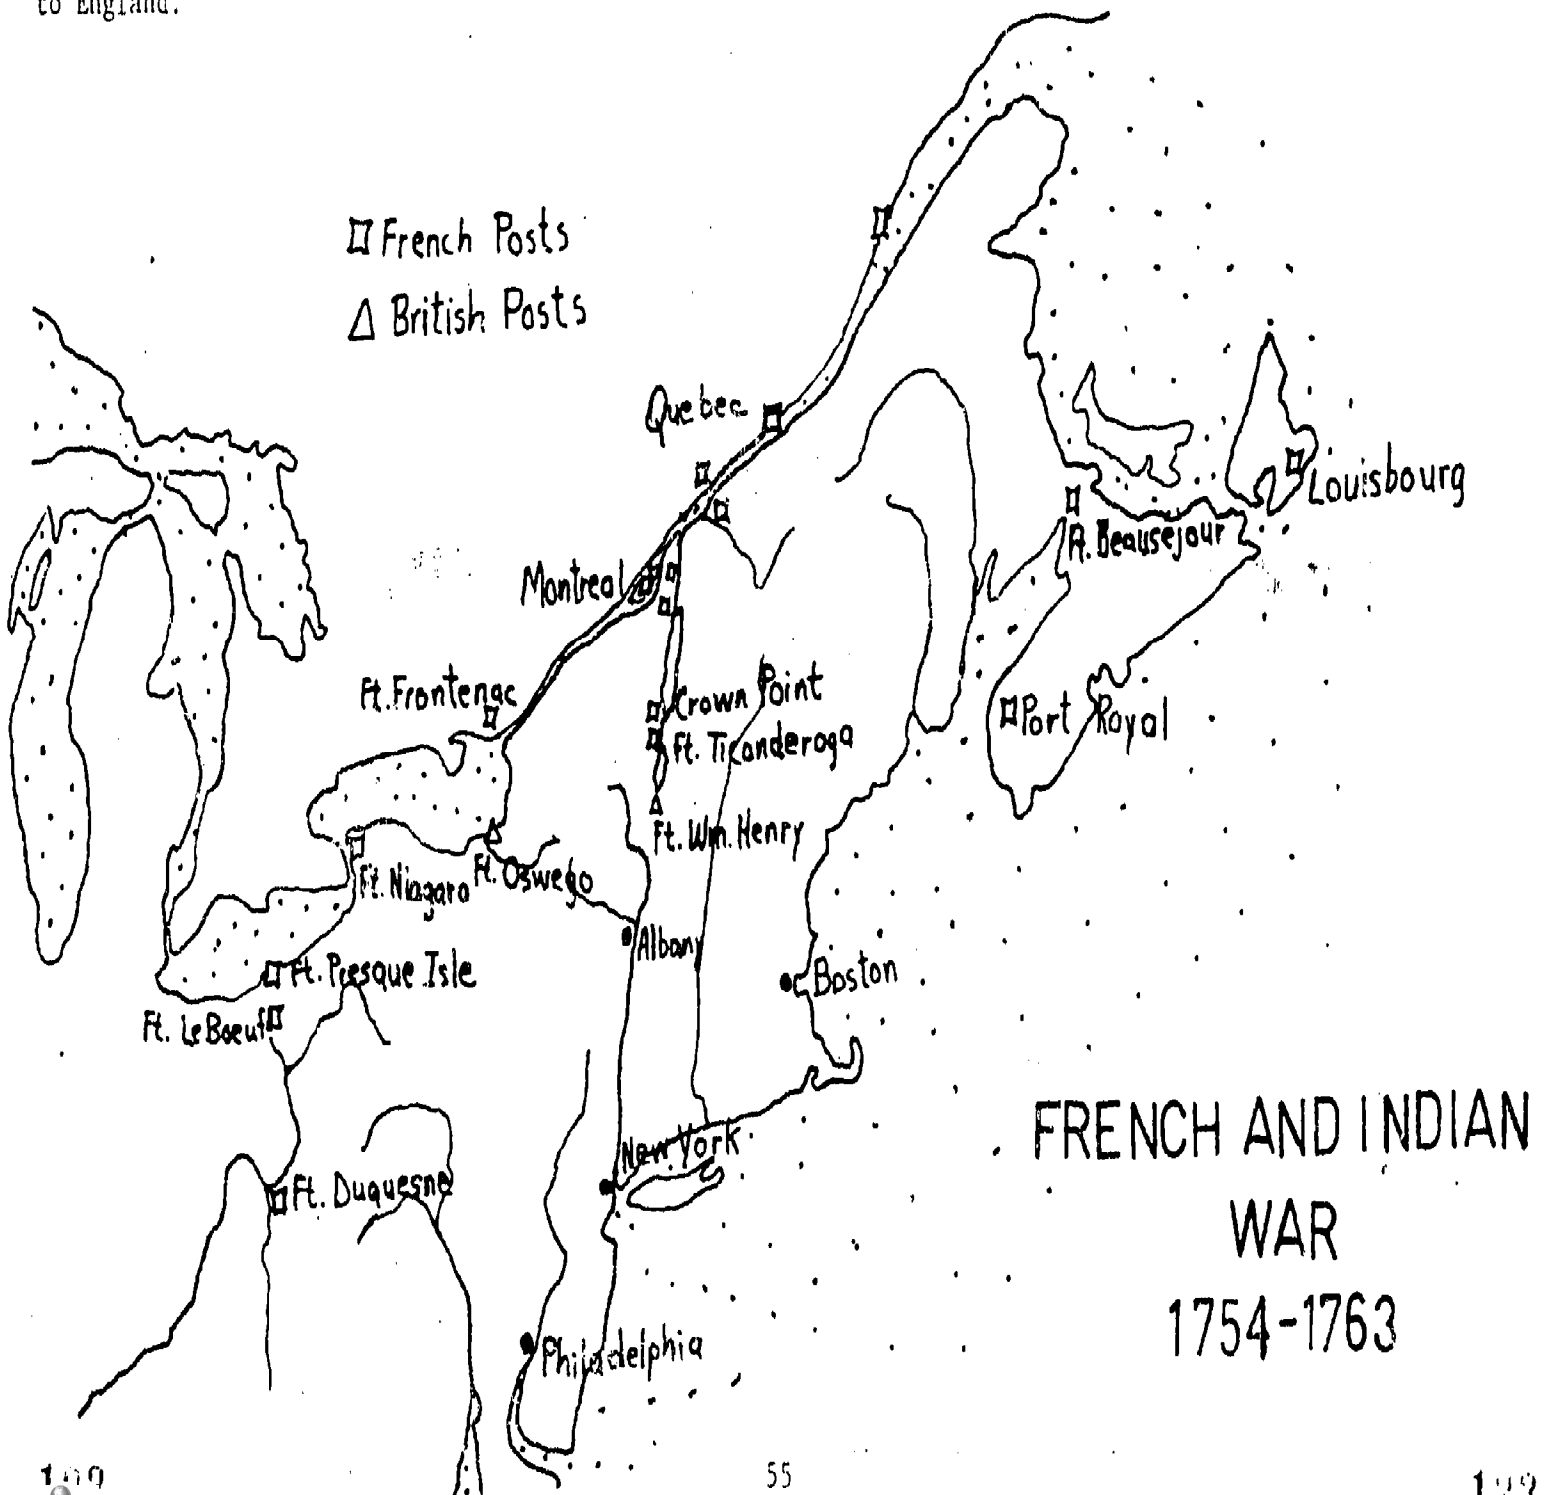 to England.
French Posts
British Posts
Quebec
Louisbourg
Ft. Beausejour
Montreal
Ft. Frontenac
Crown Point
Port Royal
Ft. Ticonderoga
Ft. Wm. Henry
Ft. Niagara
Ft. Oswego
Albany
Ft. Presque Isle
Boston
Ft. Le Boeuf
FRENCH AND INDIAN
WAR
1754-1763
New York
Ft. Duquesne
Philadelphia
55